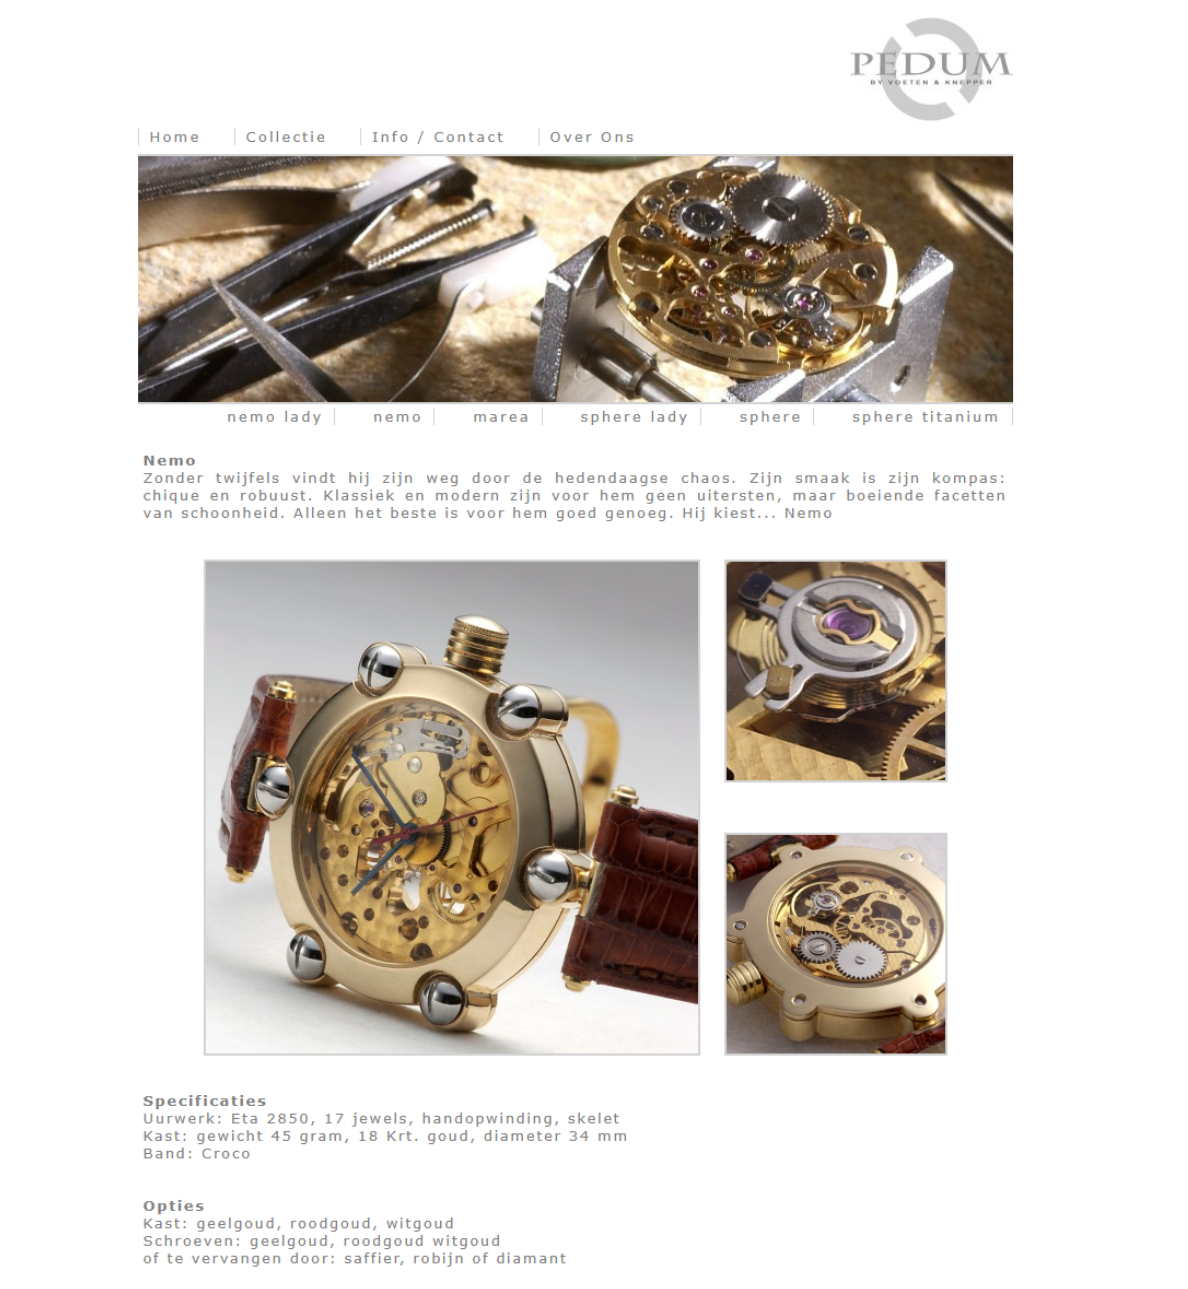 PEDUM
BY VOETEN & KNEPPER
Home
Collectie
Info / Contact
Over Ons
nemo lady
nemo
marea
sphere lady
sphere
sphere titanium
Nemo
Zonder twijfels vindt hij zijn weg door de hedendaagse chaos. Zijn smaak is zijn kompas:
chique en robuust. Klassiek en modern zijn voor hem geen uitersten, maar boeiende facetten
van schoonheid. Alleen het beste is voor hem goed genoeg. Hij kiest... Nemo
Specificaties
Uurwerk: Eta 2850, 17 jewels, handopwinding, skelet
Kast: gewicht 45 gram, 18 Krt. goud, diameter 34 mm
Band: Croco
Opties
Kast: geelgoud, roodgoud, witgoud
Schroeven: geelgoud, roodgoud witgoud
of te vervangen door: saffier, robijn of diamant